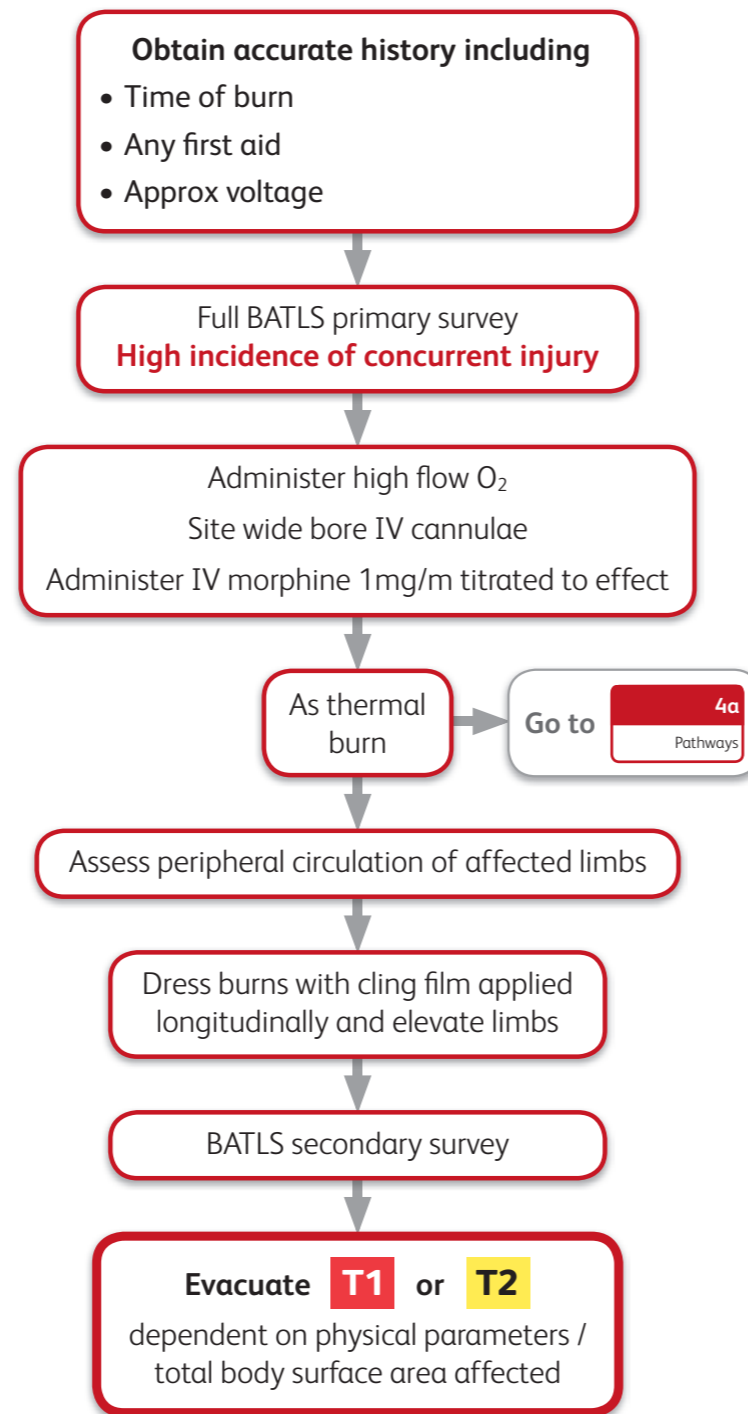 Obtain accurate history including
• Time of burn
• Any first aid
• Approx voltage
Full BATLS primary survey
High incidence of concurrent injury
Administer high flow O₂
Site wide bore IV cannulae
Administer IV morphine 1mg/m titrated to effect
As thermal
burn
Go to
4a
Pathways
Assess peripheral circulation of affected limbs
Dress burns with cling film applied
longitudinally and elevate limbs
BATLS secondary survey
Evacuate T1 or T2
dependent on physical parameters /
total body surface area affected